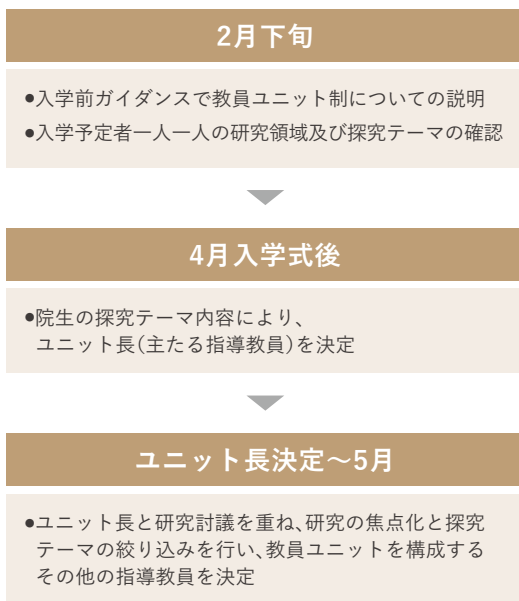 2月下旬
●入学前ガイダンスで教員ユニット制についての説明
●入学予定者一人一人の研究領域及び探究テーマの確認
4月入学式後
●院生の探究テーマ内容により、
ユニット長(主たる指導教員)を決定
ユニット長決定～5月
●ユニット長と研究討議を重ね、研究の焦点化と探究
テーマの絞り込みを行い、教員ユニットを構成する
その他の指導教員を決定